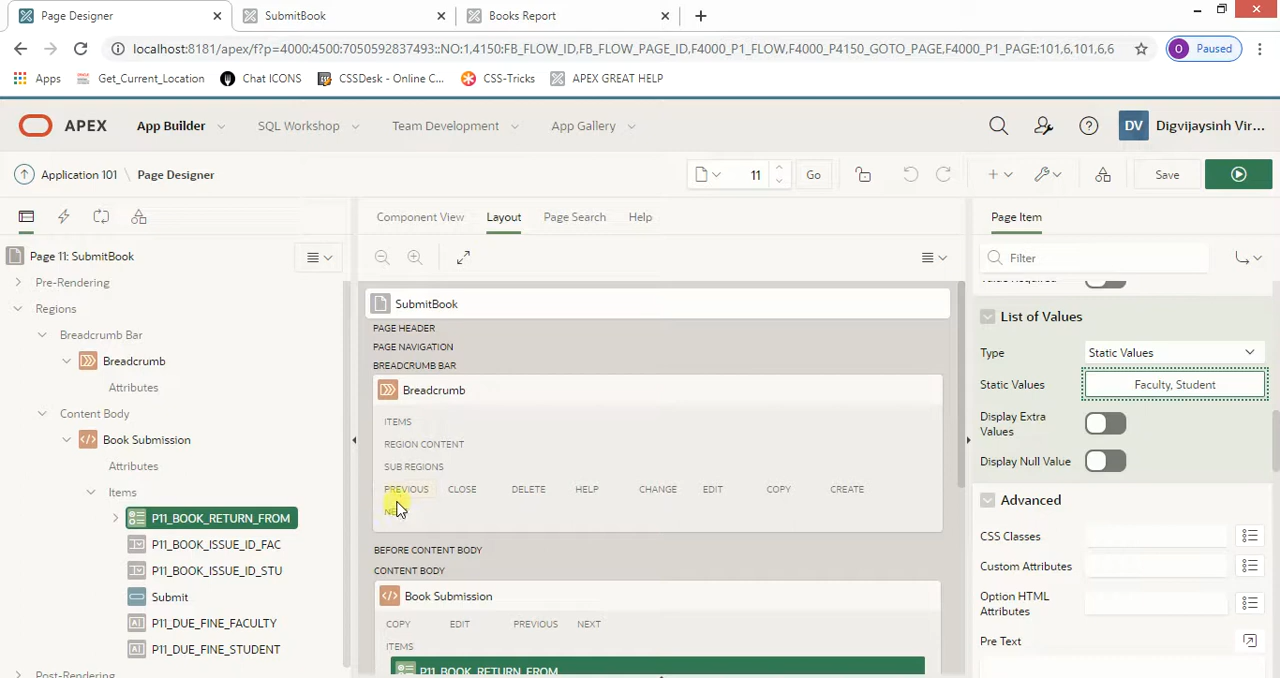 Page Designer
SubmitBook
Books Report
localhost:8181/apex/f?p=4000:4500:7050592837493::NO:1,4150:FB_FLOW_ID,FB_FLOW_PAGE_ID,F4000_P1_FLOW,F4000_P4150_GOTO_PAGE,F4000_P1_PAGE:101,6,101,6,6
O Paused
Apps
Get_Current_Location
Chat ICONS
CSSDesk - Online C...
CSS-Tricks
APEX GREAT HELP
APEX
App Builder
SQL Workshop
Team Development
App Gallery
DV
Digvijaysinh Vir...
Application 101
Page Designer
11
Go
Save
Component View
Layout
Page Search
Help
Page Item
Page 11: SubmitBook
Pre-Rendering
Regions
Breadcrumb Bar
Breadcrumb
Attributes
Content Body
Book Submission
Attributes
Items
P11_BOOK_RETURN_FROM
P11_BOOK_ISSUE_ID_FAC
P11_BOOK_ISSUE_ID_STU
Submit
P11_DUE_FINE_FACULTY
P11_DUE_FINE_STUDENT
Post-Rendering
SubmitBook
PAGE HEADER
PAGE NAVIGATION
BREADCRUMB BAR
Breadcrumb
ITEMS
REGION CONTENT
SUB REGIONS
PREVIOUS CLOSE DELETE HELP CHANGE EDIT COPY CREATE
BEFORE CONTENT BODY
CONTENT BODY
Book Submission
COPY EDIT PREVIOUS NEXT
ITEMS
P11_BOOK_RETURN_FROM
Filter
Value Required
List of Values
Type
Static Values
Static Values
Faculty, Student
Display Extra
Values
Display Null Value
Advanced
CSS Classes
Custom Attributes
Option HTML
Attributes
Pre Text